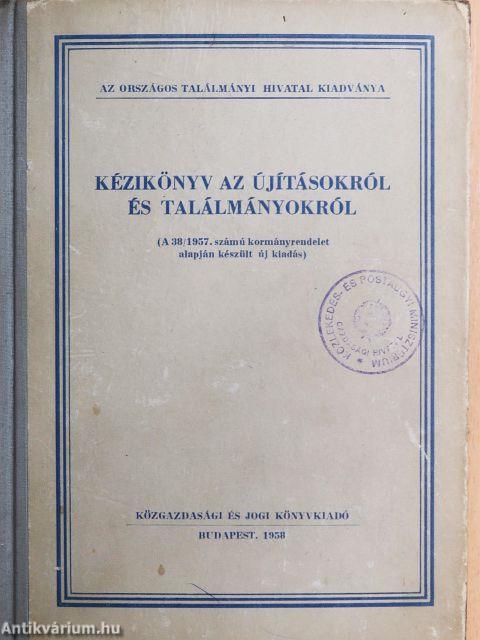 AZ ORSZÁGOS TALÁLMÁNYI HIVATAL KIADVÁNYA
KÉZIKÖNYV AZ ÚJÍTÁSOKRÓL
ÉS TALÁLMÁNYOKRÓL
(A 38/1957. számú kormányrendelet
alapján készült új kiadás)
KÖZLEKEDÉS- ÉS POSTAÜGYI MINISZTÉRIUM
KÖZGAZDASÁGI ÉS JOGI KÖNYVKIADÓ
BUDAPEST, 1958
Antikvárium.hu